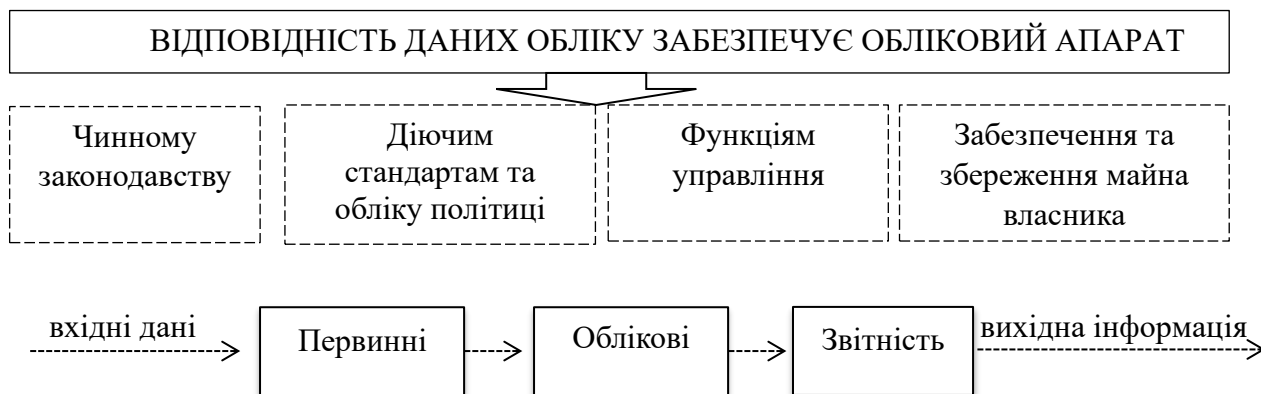 ВІДПОВІДНІСТЬ ДАНИХ ОБЛІКУ ЗАБЕЗПЕЧУЄ ОБЛІКОВИЙ АПАРАТ
Чинному
законодавству
Діючим
стандартам та
обліку політиці
Функціям
управління
Забезпечення та
збереження майна
власника
вхідні дані
Первинні
Облікові
Звітність
вихідна інформація